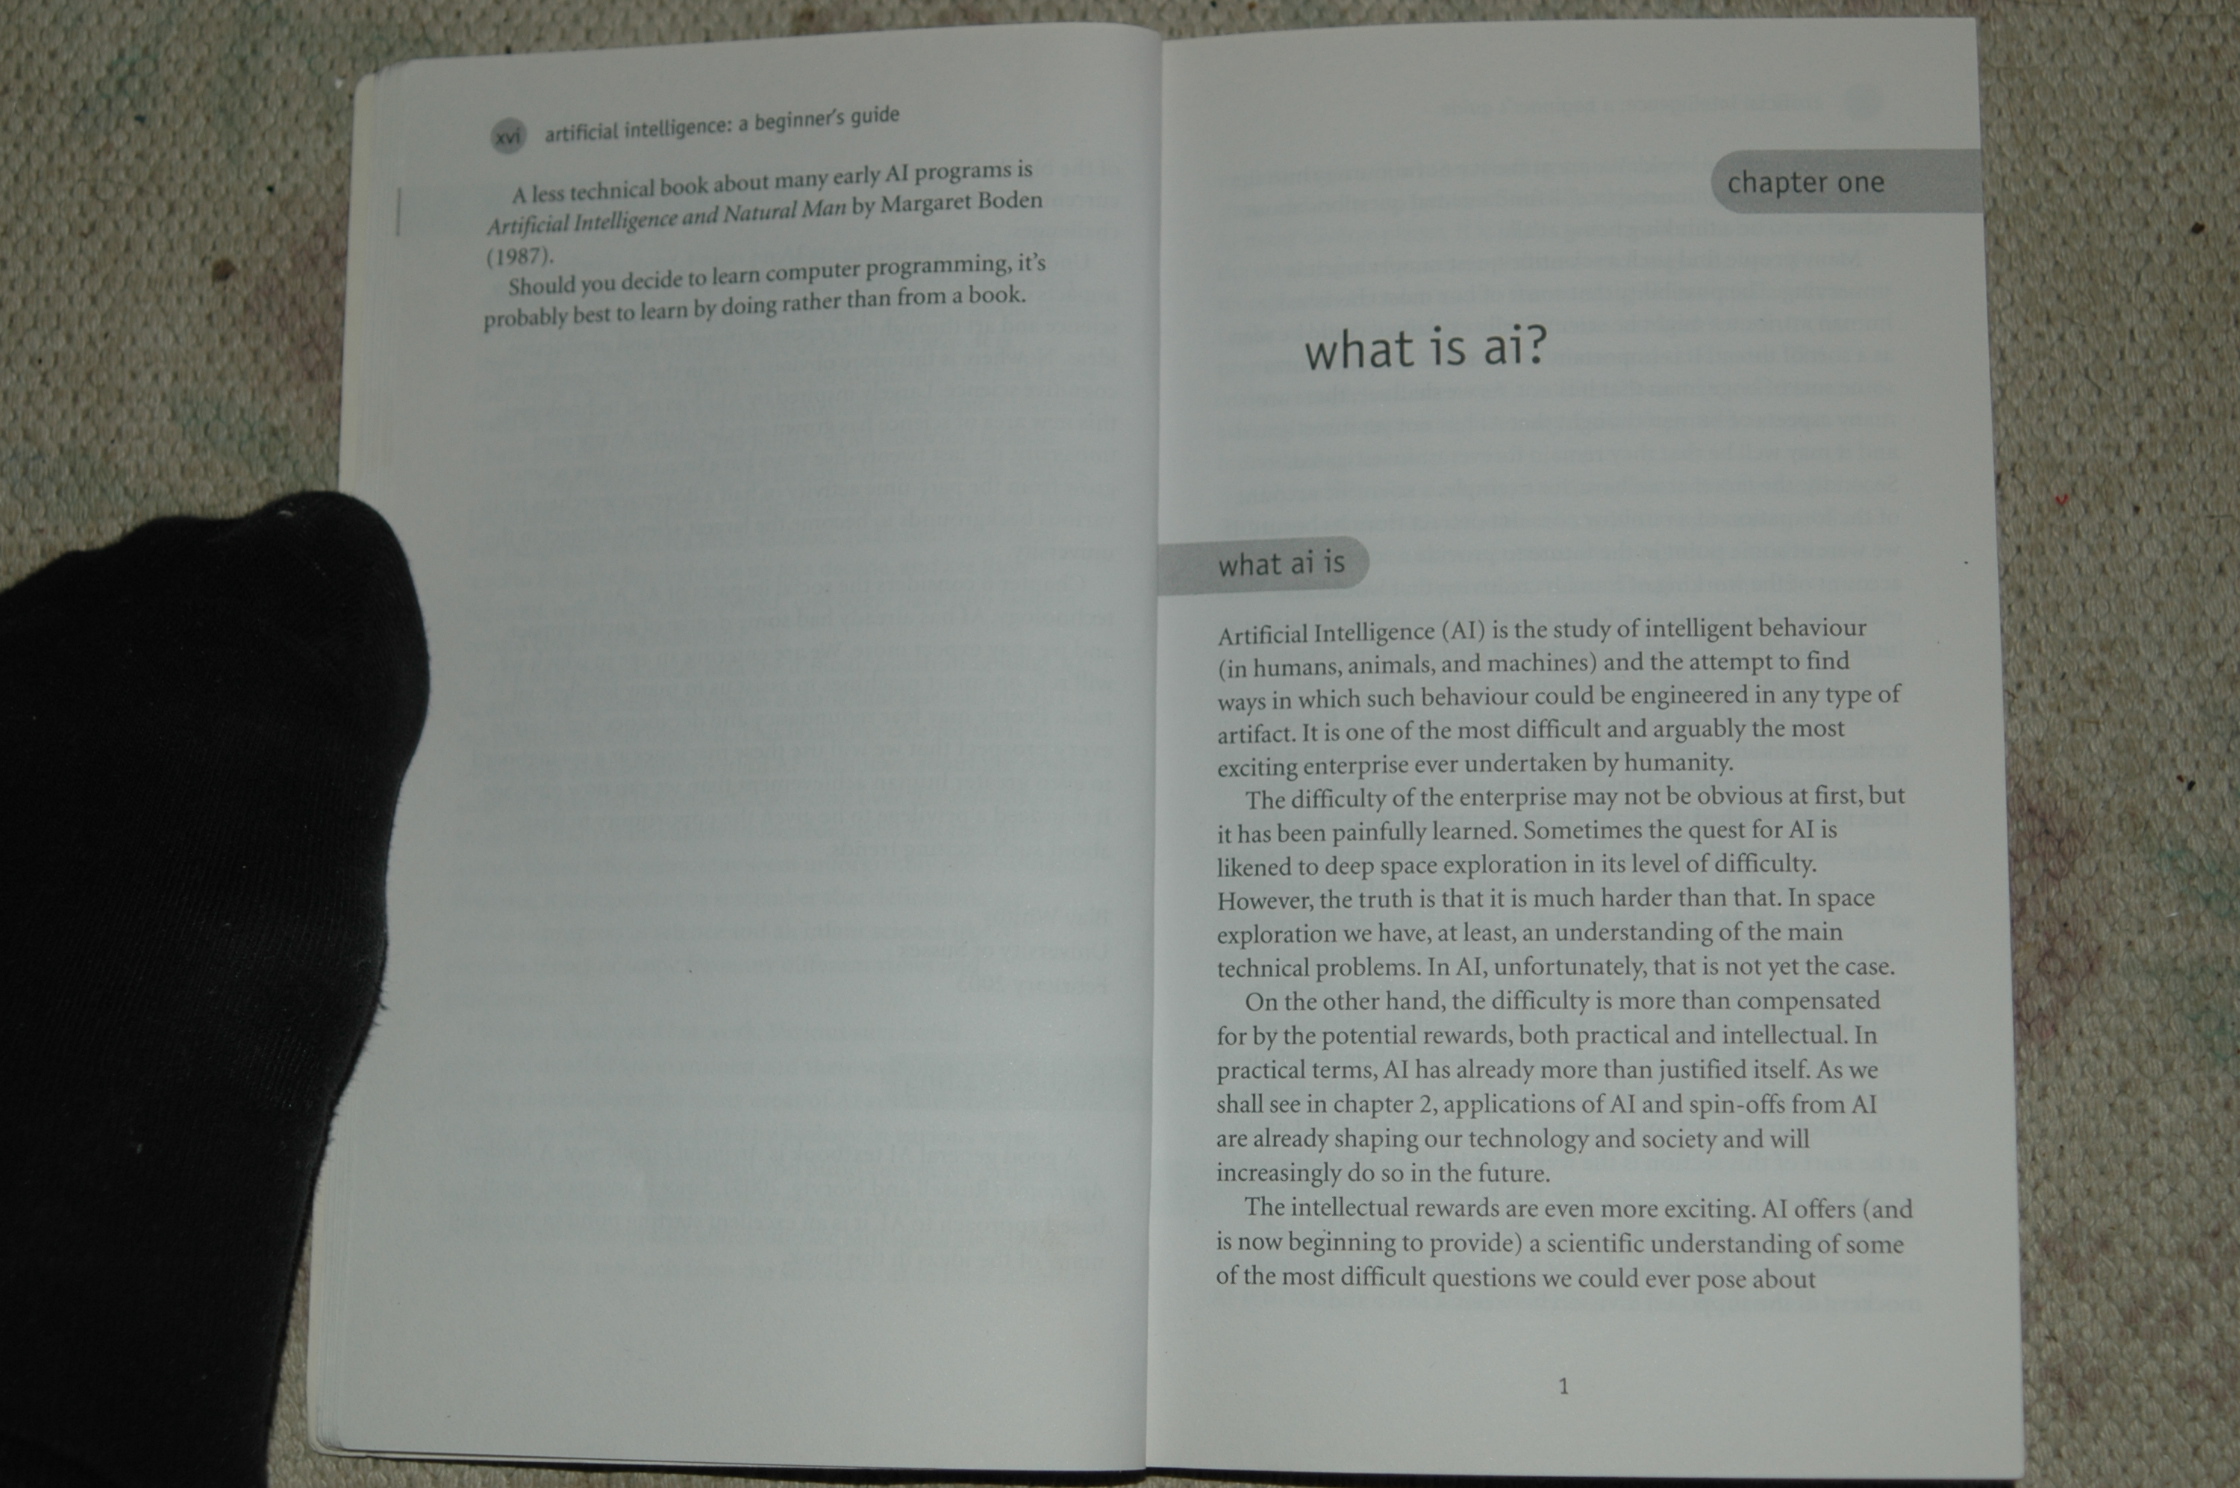 xvi artificial intelligence: a beginner's guide
A less technical book about many early AI programs is
Artificial Intelligence and Natural Man by Margaret Boden
(1987).
Should you decide to learn computer programming, it's
probably best to learn by doing rather than from a book.
chapter one
what is ai?
what ai is
Artificial Intelligence (AI) is the study of intelligent behaviour
(in humans, animals, and machines) and the attempt to find
ways in which such behaviour could be engineered in any type of
artifact. It is one of the most difficult and arguably the most
exciting enterprise ever undertaken by humanity.
The difficulty of the enterprise may not be obvious at first, but
it has been painfully learned. Sometimes the quest for AI is
likened to deep space exploration in its level of difficulty.
However, the truth is that it is much harder than that. In space
exploration we have, at least, an understanding of the main
technical problems. In AI, unfortunately, that is not yet the case.
On the other hand, the difficulty is more than compensated
for by the potential rewards, both practical and intellectual. In
practical terms, AI has already more than justified itself. As we
shall see in chapter 2, applications of AI and spin-offs from AI
are already shaping our technology and society and will
increasingly do so in the future.
The intellectual rewards are even more exciting. AI offers (and
is now beginning to provide) a scientific understanding of some
of the most difficult questions we could ever pose about
1